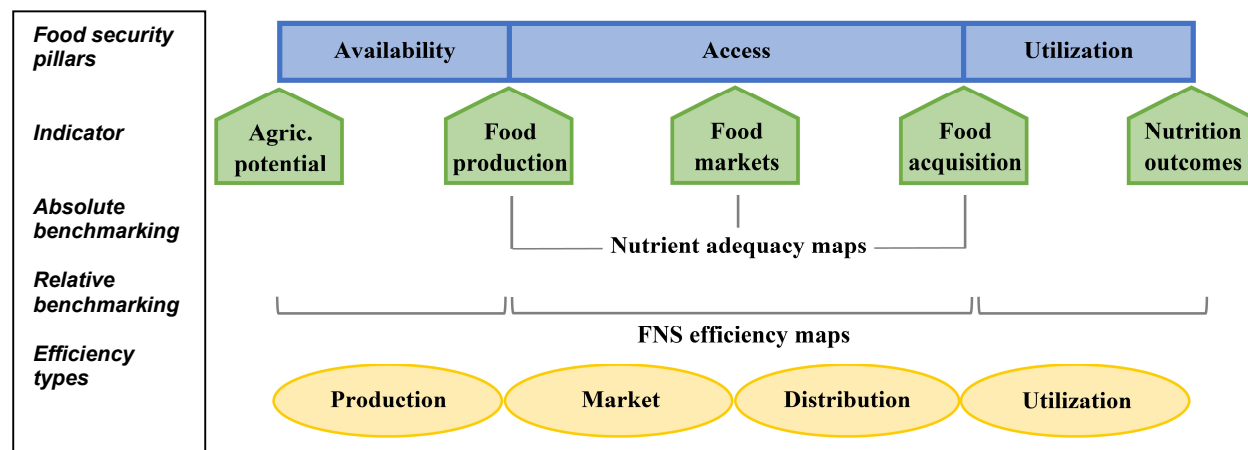 Food security
pillars
Availability
Access
Utilization
Indicator
Agric.
potential
Food
production
Food
markets
Food
acquisition
Nutrition
outcomes
Absolute
benchmarking
Nutrient adequacy maps
Relative
benchmarking
FNS efficiency maps
Efficiency
types
Production
Market
Distribution
Utilization